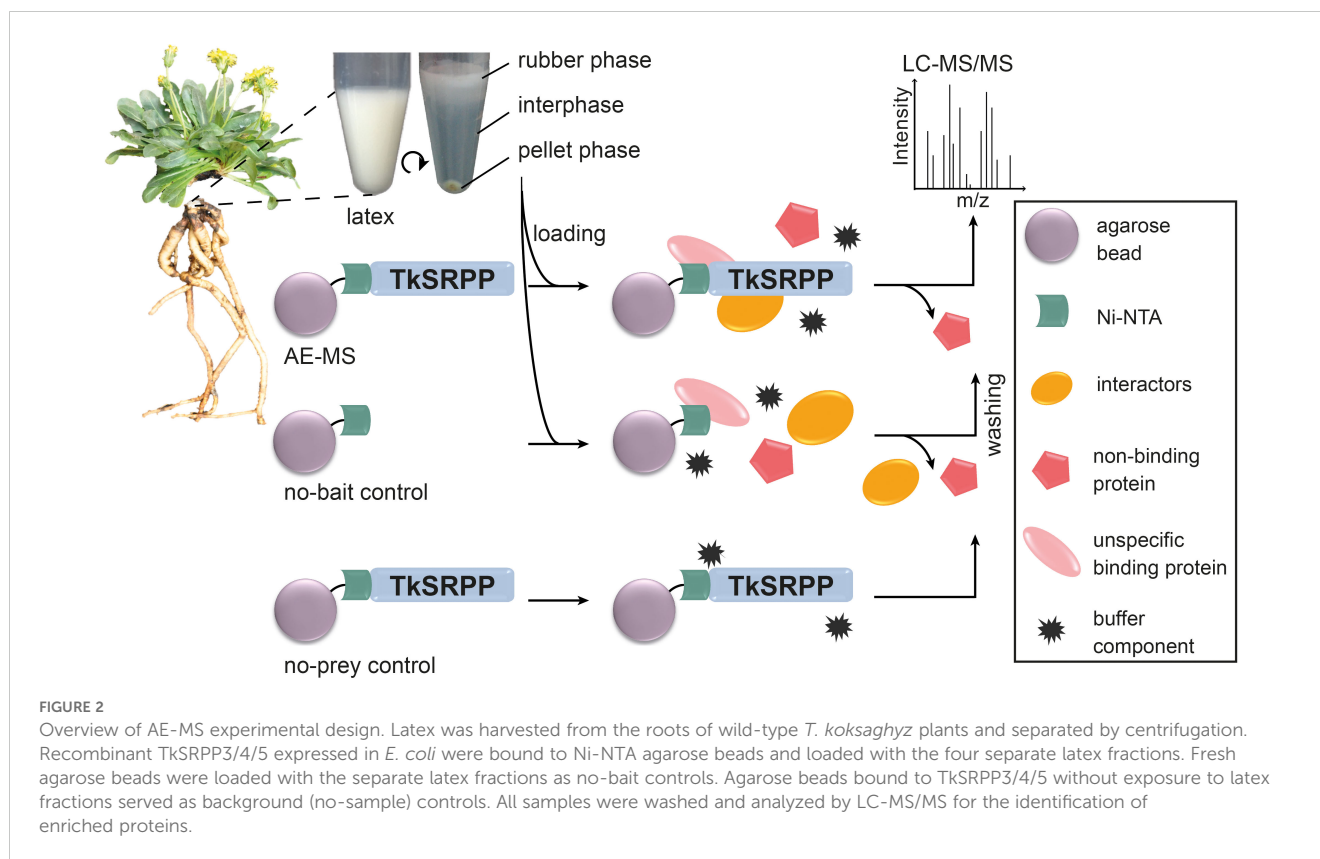 LC-MS/MS
Intensity
m/z
rubber phase
interphase
pellet phase
latex
loading
TkSRPP
TkSRPP
AE-MS
no-bait control
washing
TkSRPP
TkSRPP
no-prey control
agarose
bead
Ni-NTA
interactors
non-binding
protein
unspecific
binding protein
buffer
component
FIGURE 2
Overview of AE-MS experimental design. Latex was harvested from the roots of wild-type T. koksaghyz plants and separated by centrifugation.
Recombinant TkSRPP3/4/5 expressed in E. coli were bound to Ni-NTA agarose beads and loaded with the four separate latex fractions. Fresh
agarose beads were loaded with the separate latex fractions as no-bait controls. Agarose beads bound to TkSRPP3/4/5 without exposure to latex
fractions served as background (no-sample) controls. All samples were washed and analyzed by LC-MS/MS for the identification of
enriched proteins.